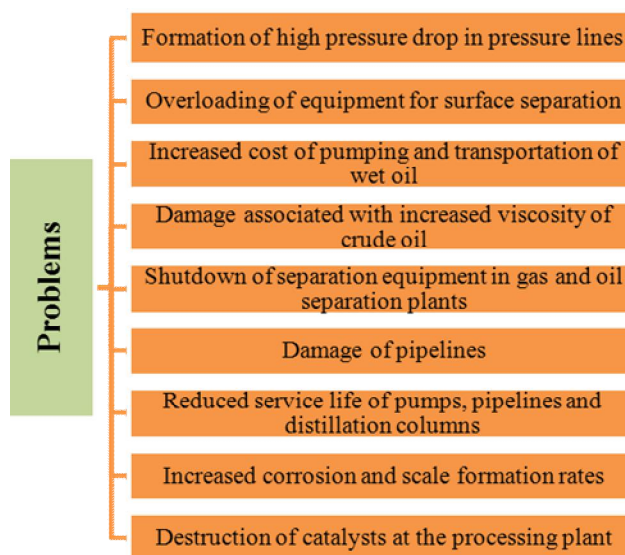 Problems
Formation of high pressure drop in pressure lines
Overloading of equipment for surface separation
Increased cost of pumping and transportation of
wet oil
Damage associated with increased viscosity of
crude oil
Shutdown of separation equipment in gas and oil
separation plants
Damage of pipelines
Reduced service life of pumps, pipelines and
distillation columns
Increased corrosion and scale formation rates
Destruction of catalysts at the processing plant